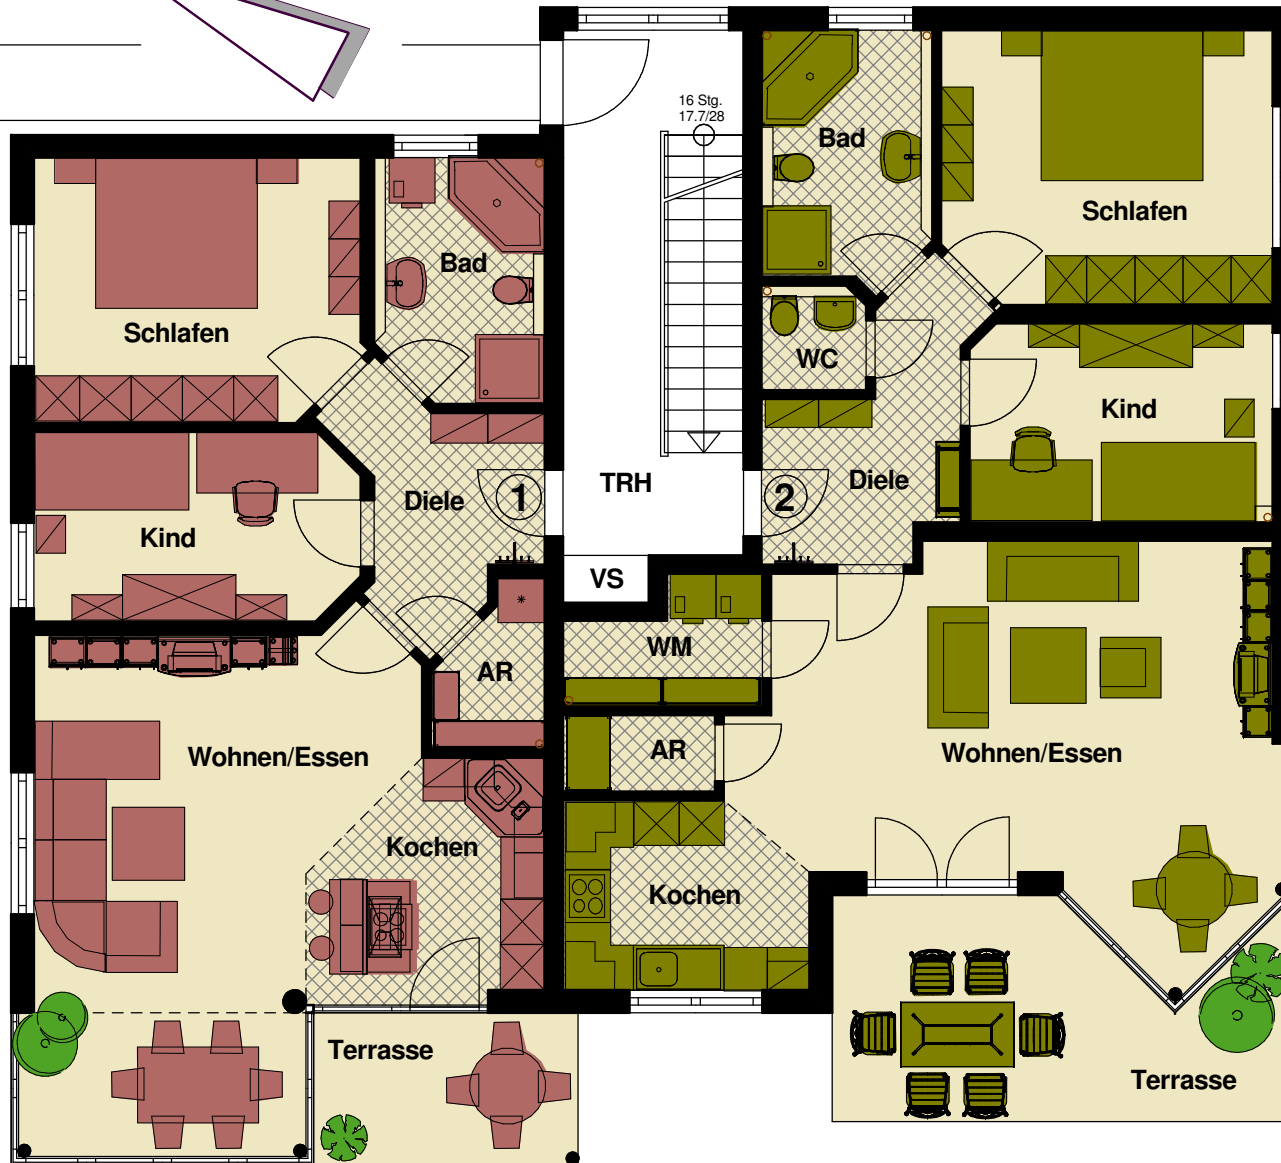 16 Stg.
17.7/28
Bad
Schlafen
Bad
Schlafen
WC
Kind
Diele
1
TRH
2
Diele
Kind
VS
WM
AR
Wohnen/Essen
AR
Wohnen/Essen
Kochen
Kochen
Terrasse
Terrasse